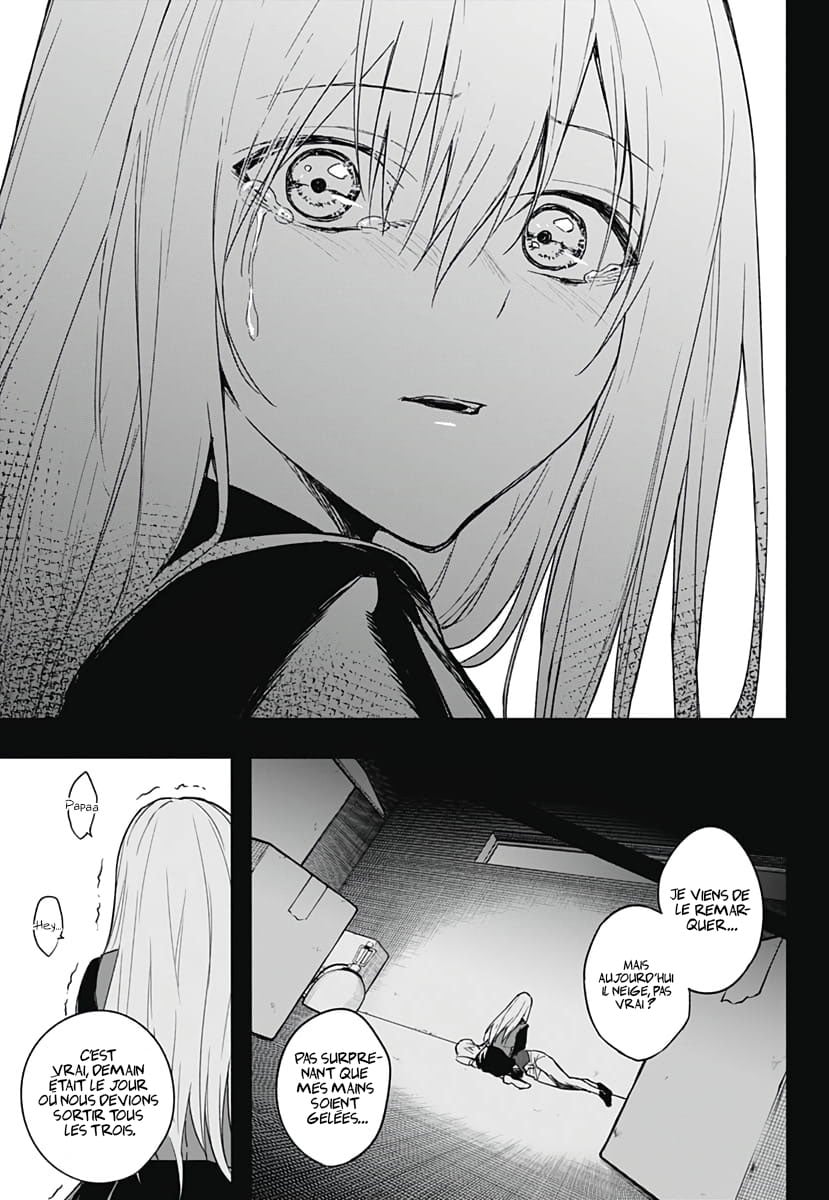 JE VIENS DE
LE REMAR-
QUER...
MAIS
AUJOURD'HUI
IL NEIGE, PAS
VRAI ?
PAS SURPRE-
NANT QUE
MES MAINS
SOIENT
GELÉES...
Papaa
Hey...
C'EST
VRAI, DEMAIN
ÉTAIT LE JOUR
OÙ NOUS DEVIONS
SORTIR TOUS
LES TROIS.